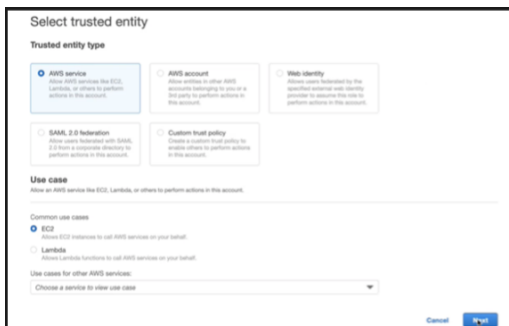 Select trusted entity
Trusted entity type
AWS service
Allow AWS services like EC2,
Lambda, or others to perform
actions in this account.
AWS account
Allow entities in other AWS
accounts belonging to you or a
3rd party to perform actions in
this account.
Web identity
Allows users federated by the
specified external web identity
provider to assume this role to
perform actions in this account.
SAML 2.0 federation
Allow users federated with SAML
2.0 from a corporate directory to
perform actions in this account.
Custom trust policy
Create a custom trust policy to
enable others to perform actions
in this account.
Use case
Allow an AWS service like EC2, Lambda, or others to perform actions in this account.
Common use cases
EC2
Allows EC2 instances to call AWS services on your behalf.
Lambda
Allows Lambda functions to call AWS services on your behalf.
Use cases for other AWS services:
Choose a service to view use case
Cancel
Next